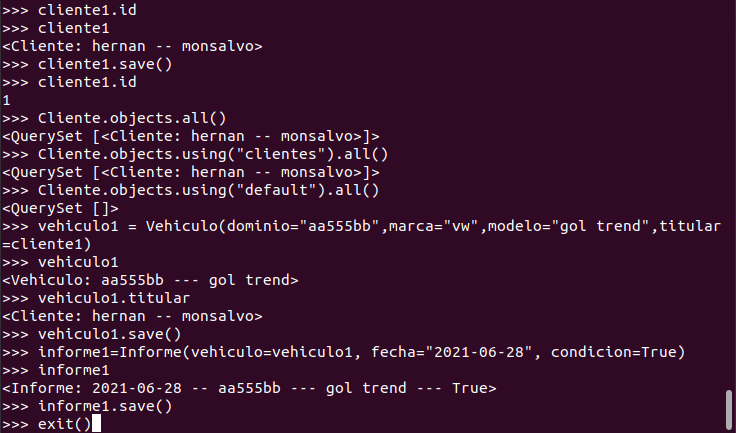 >>> cliente1.id
>>> cliente1
<Cliente: hernan -- monsalvo>
>>> cliente1.save()
>>> cliente1.id
1
>>> Cliente.objects.all()
<QuerySet [<Cliente: hernan -- monsalvo>]>
>>> Cliente.objects.using("clientes").all()
<QuerySet [<Cliente: hernan -- monsalvo>]>
>>> Cliente.objects.using("default").all()
<QuerySet []>
>>> vehiculo1 = Vehiculo(dominio="aa555bb",marca="vw",modelo="gol trend",titular
=cliente1)
>>> vehiculo1
<Vehiculo: aa555bb --- gol trend>
>>> vehiculo1.titular
<Cliente: hernan -- monsalvo>
>>> vehiculo1.save()
>>> informe1=Informe(vehiculo=vehiculo1, fecha="2021-06-28", condicion=True)
>>> informe1
<Informe: 2021-06-28 -- aa555bb --- gol trend --- True>
>>> informe1.save()
>>> exit()